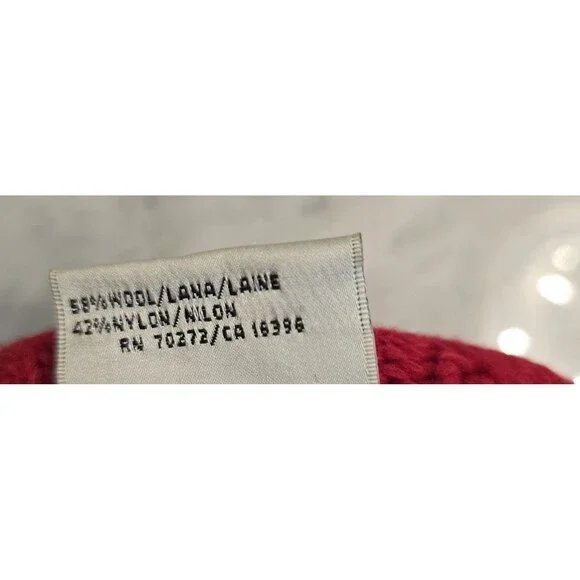 58% WOOL/LANA/LAINE
42% NYLON/NILON
RN 70272/CA 16396